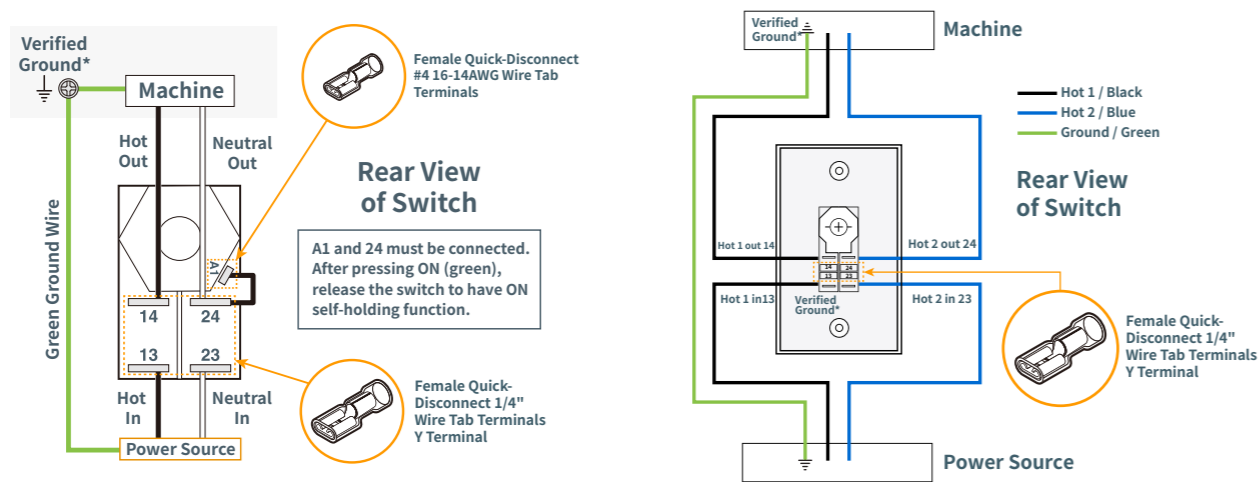 Verified
Ground*
Machine
Female Quick-Disconnect
#4 16-14AWG Wire Tab
Terminals
Hot
Out
Neutral
Out
Rear View
of Switch
A1 and 24 must be connected.
After pressing ON (green),
release the switch to have ON
self-holding function.
Green Ground Wire
A1
14
24
13
23
Hot
In
Neutral
In
Power Source
Female Quick-
Disconnect 1/4"
Wire Tab Terminals
Y Terminal
Verified
Ground*
Machine
Hot 1 / Black
Hot 2 / Blue
Ground / Green
Rear View
of Switch
Hot 1 out 14
Hot 2 out 24
14
24
13
23
Hot 1 in13
Verified
Ground*
Hot 2 in 23
Female Quick-
Disconnect 1/4"
Wire Tab Terminals
Y Terminal
Power Source